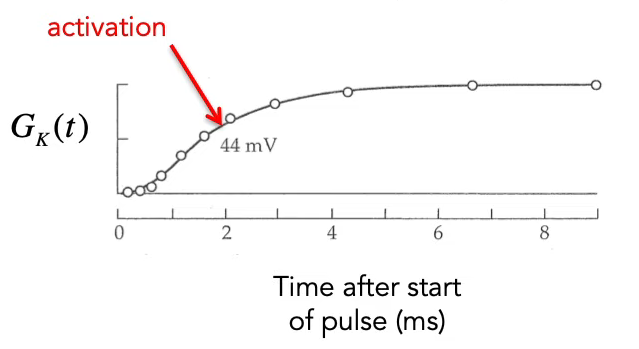 activation
G_K(t)
44 mV
0 2 4 6 8
Time after start
of pulse (ms)